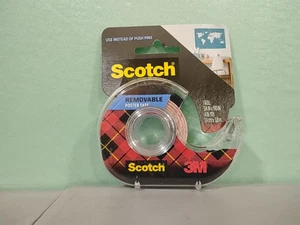 USE INSTEAD OF PUSH PINS
Scotch
REMOVABLE
POSTER TAPE
Scotch
3M